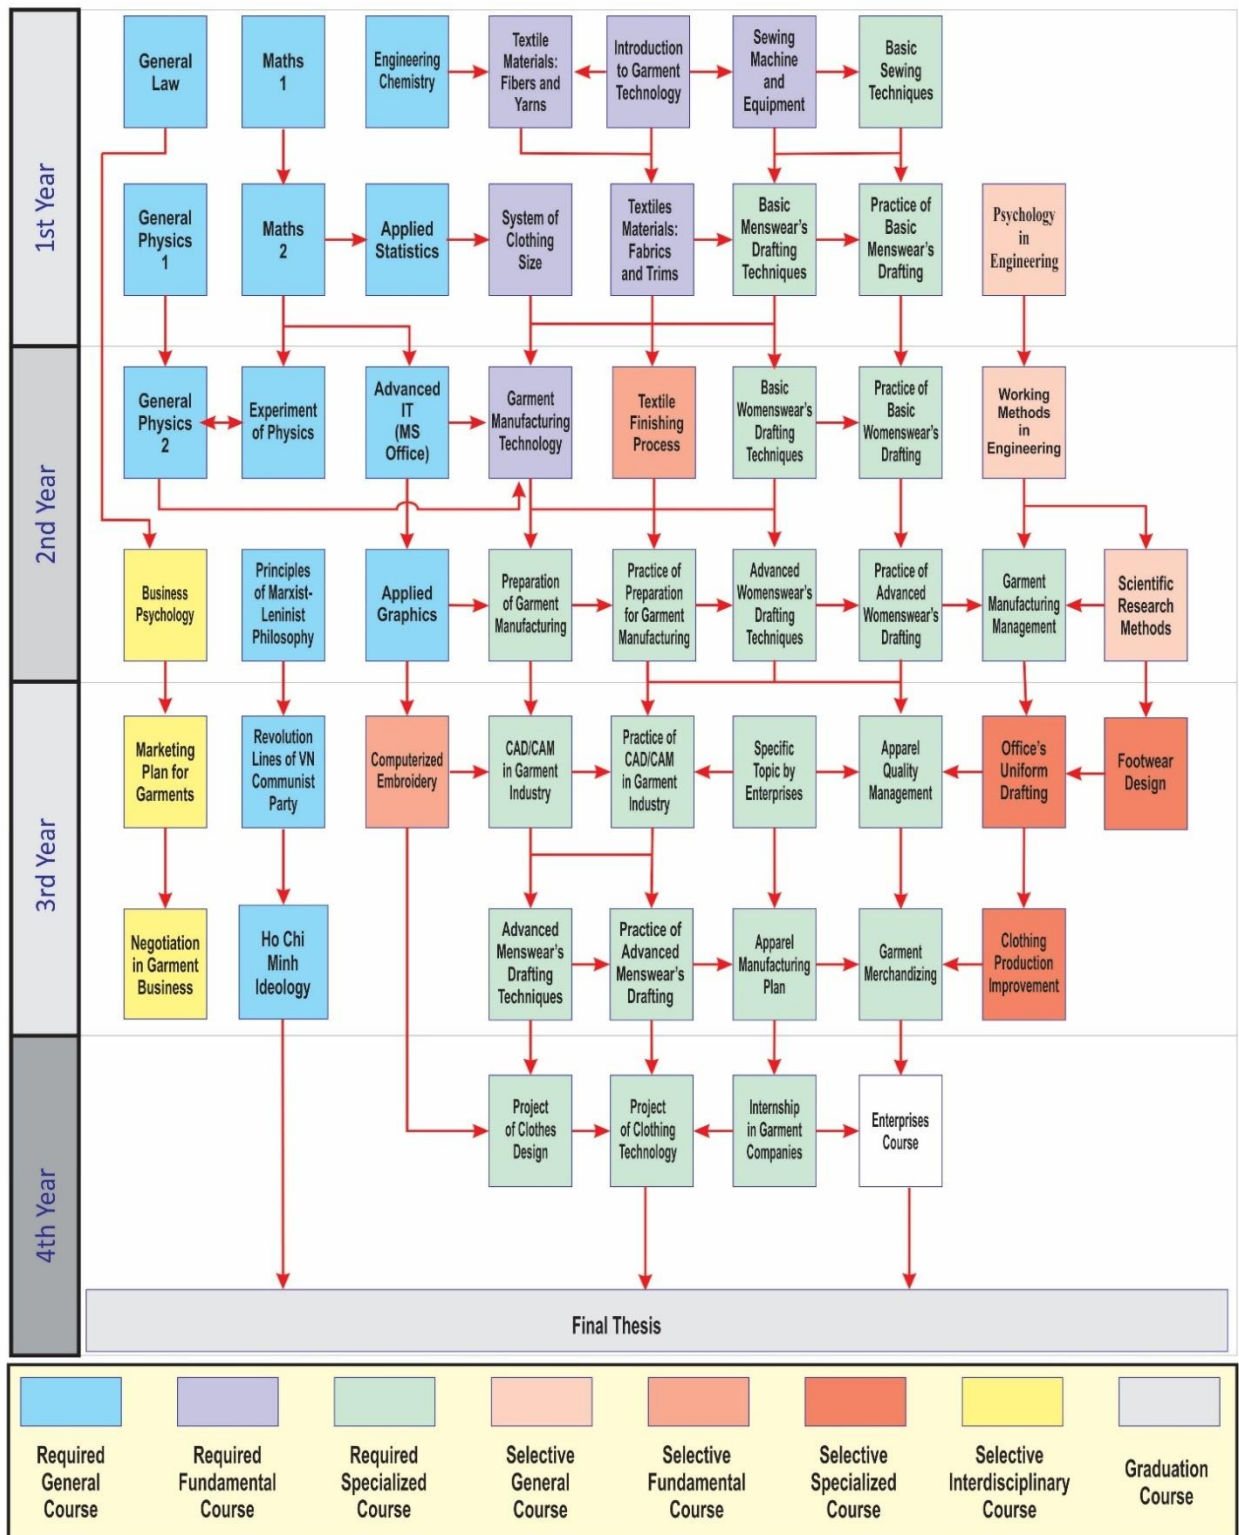 1st Year
General
Law
Maths
1
Engineering
Chemistry
Textile
Materials:
Fibers and
Yarns
Introduction
to Garment
Technology
Sewing
Machine
and
Equipment
Basic
Sewing
Techniques
General
Physics
1
Maths
2
Applied
Statistics
System of
Clothing
Size
Textiles
Materials:
Fabrics
and Trims
Basic
Menswear's
Drafting
Techniques
Practice of
Basic
Menswear's
Drafting
Psychology
in
Engineering
2nd Year
General
Physics
2
Experiment
of Physics
Advanced
IT
(MS
Office)
Garment
Manufacturing
Technology
Textile
Finishing
Process
Basic
Womenswear's
Drafting
Techniques
Practice of
Basic
Womenswear's
Drafting
Working
Methods
in
Engineering
Business
Psychology
Principles
of Marxist-
Leninist
Philosophy
Applied
Graphics
Preparation
of Garment
Manufacturing
Practice of
Preparation
for Garment
Manufacturing
Advanced
Womenswear's
Drafting
Techniques
Practice of
Advanced
Womenswear's
Drafting
Garment
Manufacturing
Management
Scientific
Research
Methods
3rd Year
Marketing
Plan for
Garments
Revolution
Lines of VN
Communist
Party
Computerized
Embroidery
CAD/CAM
in Garment
Industry
Practice of
CAD/CAM
in Garment
Industry
Specific
Topic by
Enterprises
Apparel
Quality
Management
Office's
Uniform
Drafting
Footwear
Design
Negotiation
in Garment
Business
Ho Chi
Minh
Ideology
Advanced
Menswear's
Drafting
Techniques
Practice of
Advanced
Menswear's
Drafting
Apparel
Manufacturing
Plan
Garment
Merchandizing
Clothing
Production
Improvement
4th Year
Project
of Clothes
Design
Project
of Clothing
Technology
Internship
in Garment
Companies
Enterprises
Course
Final Thesis
Required
General
Course
Required
Fundamental
Course
Required
Specialized
Course
Selective
General
Course
Selective
Fundamental
Course
Selective
Specialized
Course
Selective
Interdisciplinary
Course
Graduation
Course